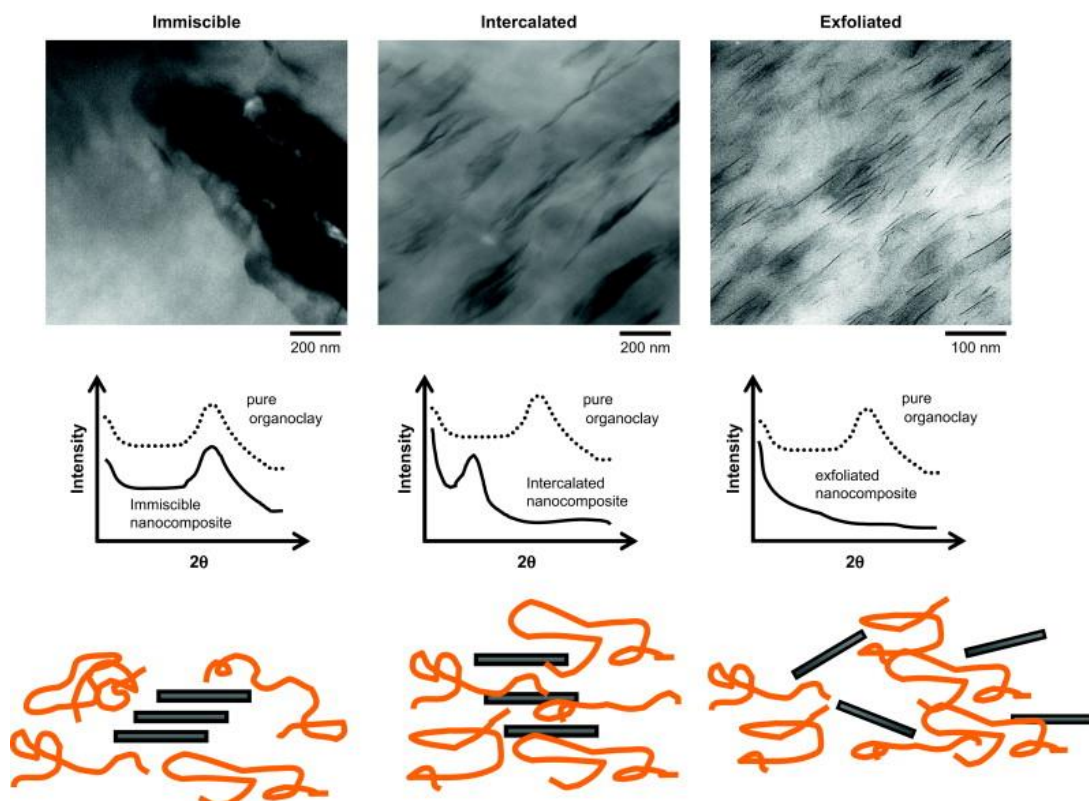 Immiscible
Intercalated
Exfoliated
200 nm
200 nm
100 nm
Intensity
pure
organoclay
Immiscible
nanocomposite
2θ
Intensity
pure
organoclay
Intercalated
nanocomposite
2θ
Intensity
pure
organoclay
exfoliated
nanocomposite
2θ